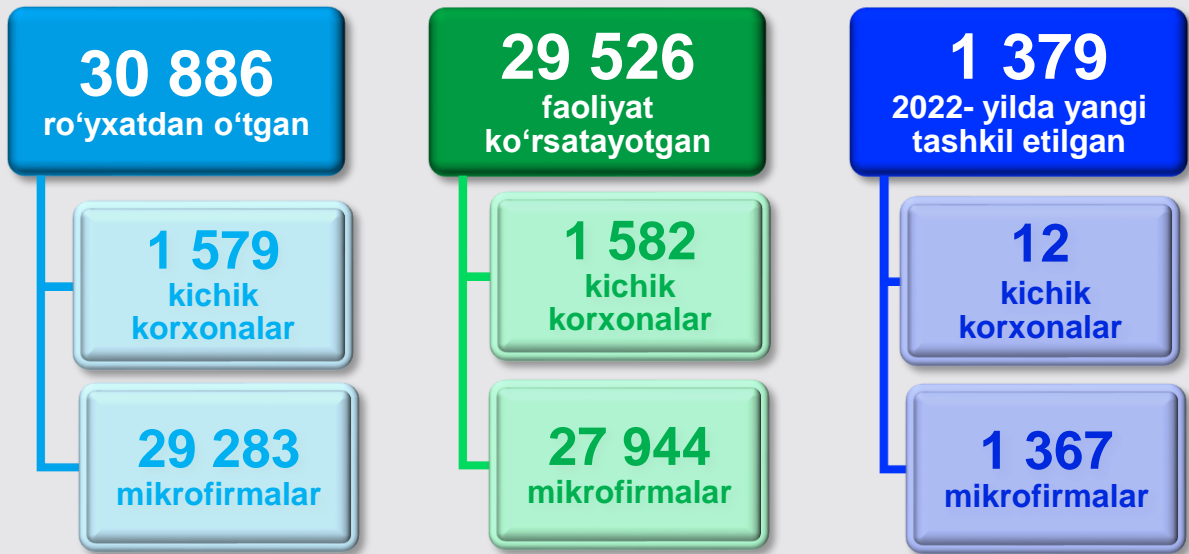 30 886
ro‘yxatdan o‘tgan
1 579
kichik
korxonalar
29 283
mikrofirmalar
29 526
faoliyat
ko‘rsatayotgan
1 582
kichik
korxonalar
27 944
mikrofirmalar
1 379
2022- yilda yangi
tashkil etilgan
12
kichik
korxonalar
1 367
mikrofirmalar